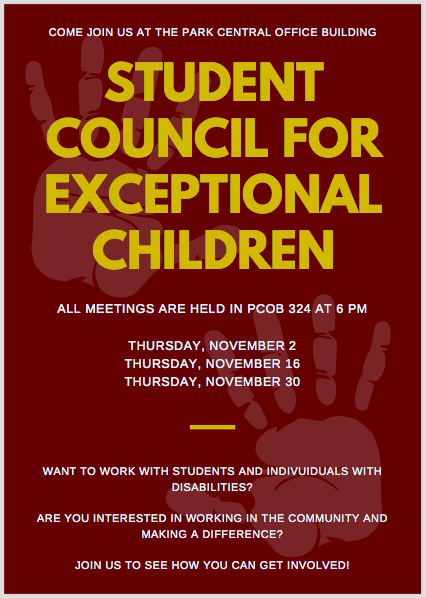 COME JOIN US AT THE PARK CENTRAL OFFICE BUILDING
STUDENT
COUNCIL FOR
EXCEPTIONAL
CHILDREN
ALL MEETINGS ARE HELD IN PCOB 324 AT 6 PM
THURSDAY, NOVEMBER 2
THURSDAY, NOVEMBER 16
THURSDAY, NOVEMBER 30
WANT TO WORK WITH STUDENTS AND INDIVUIDUALS WITH
DISABILITIES?
ARE YOU INTERESTED IN WORKING IN THE COMMUNITY AND
MAKING A DIFFERENCE?
JOIN US TO SEE HOW YOU CAN GET INVOLVED!